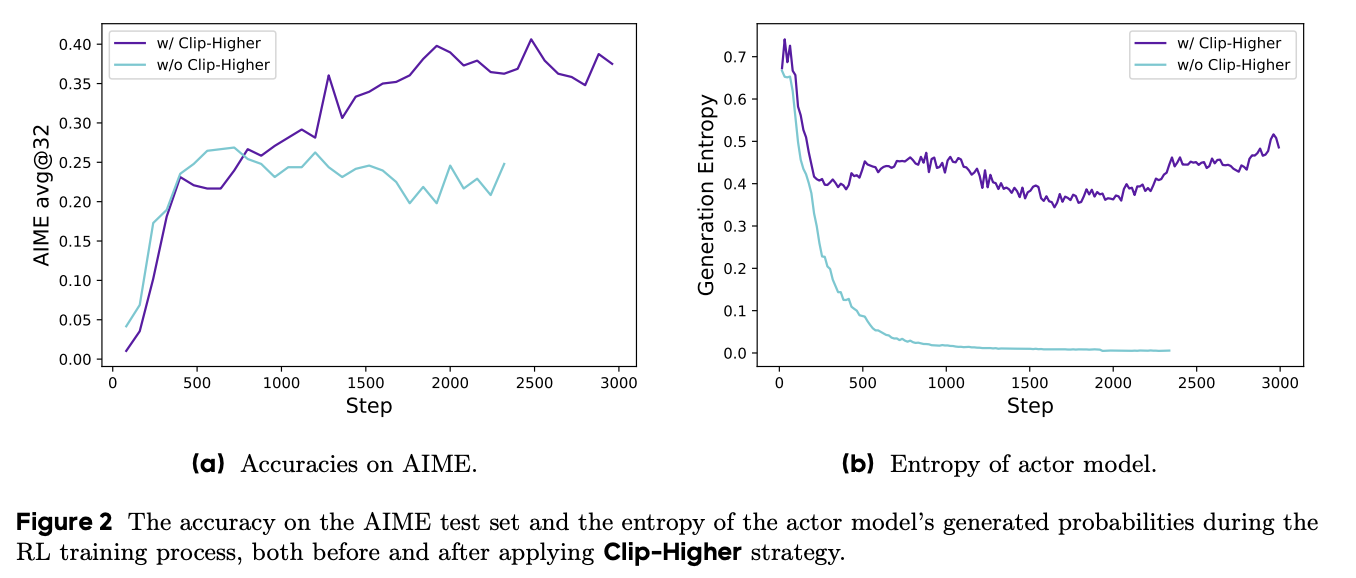 w/ Clip-Higher
w/o Clip-Higher
AIME avg@32
0.40
0.35
0.30
0.25
0.20
0.15
0.10
0.05
0.00
0 500 1000 1500 2000 2500 3000
Step
(a) Accuracies on AIME.
w/ Clip-Higher
w/o Clip-Higher
Generation Entropy
0.7
0.6
0.5
0.4
0.3
0.2
0.1
0.0
0 500 1000 1500 2000 2500 3000
Step
(b) Entropy of actor model.
Figure 2 The accuracy on the AIME test set and the entropy of the actor model's generated probabilities during the
RL training process, both before and after applying Clip-Higher strategy.